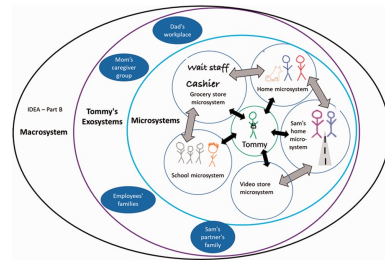 Dad's
workplace
Mom's
caregiver
group
Wait staff
Cashier
Grocery store
microsystem
Home microsystem
IDEA – Part B
Macrosystem
Tommy's
Exosystems
Microsystems
Tommy
Sam's
home
micro-
system
School microsystem
Video store
microsystem
Employees'
families
Sam's
partner's
family